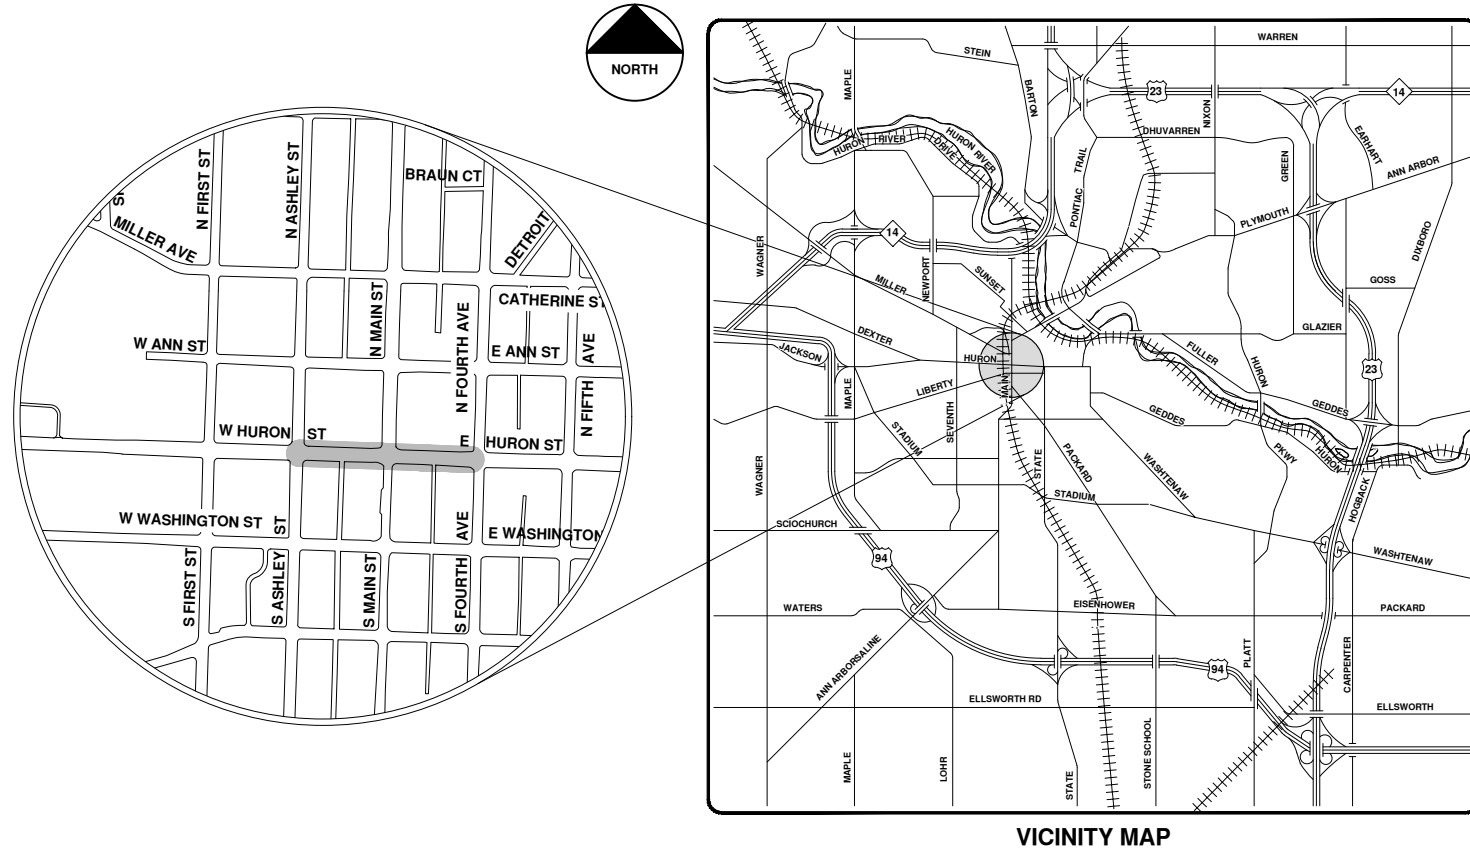 NORTH
BRAUN CT
N FIRST ST
N ASHLEY ST
ST
MILLER AVE
DETROIT
CATHERINE ST
N MAIN ST
N FOURTH AVE
W ANN ST
E ANN ST
AVE
N FIFTH
W HURON
ST
E
HURON ST
W WASHINGTON ST
ST
AVE
E WASHINGTON
S FIRST ST
S ASHLEY
S MAIN ST
S FOURTH
WARREN
STEIN
MAPLE
BARTON
23
14
NIXON
DHUVARREN
HURON RIVER
DRIVE
HURON RIVER
EARHART
GREEN
ANN ARBOR
PONTIAC TRAIL
PLYMOUTH
14
WAGNER
DIXBORO
NEWPORT
SUNSET
MILLER
GOSS
GLAZIER
DEXTER
JACKSON
HURON
FULLER
HURON
23
MAIN
MAPLE
LIBERTY
SEVENTH
GEDDES
GEDDES
STADIUM
WAGNER
STATE
PACKARD
WASHTENAW
PKWY
HURON
STADIUM
HOGBACK
SCIOCHURCH
94
WASHTENAW
WATERS
EISENHOWER
PACKARD
ANN ARBORSALINE
PLATT
94
CARPENTER
ELLSWORTH RD
ELLSWORTH
MAPLE
LOHR
STATE
STONE SCHOOL
VICINITY MAP